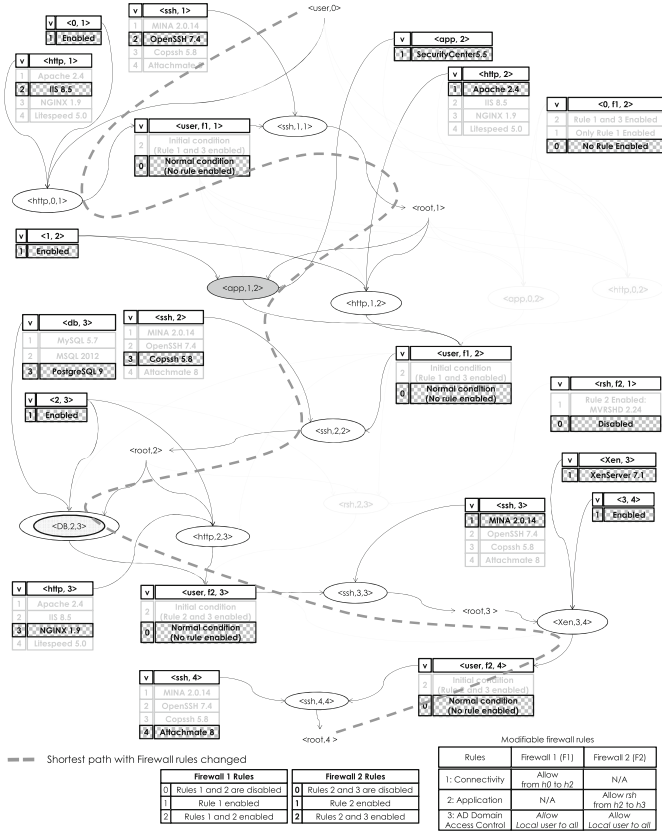 <user,0>
v <0, 1>
1 Enabled
v <ssh, 1>
1 MINA 2.0.14
2 OpenSSH 7.4
3 Copssh 5.8
4 Attachmate
v <app, 2>
1 SecurityCenter5.5
v <http, 1>
1 Apache 2.4
2 IIS 8.5
3 NGINX 1.9
4 Litespeed 5.0
v <http, 2>
1 Apache 2.4
2 IIS 8.5
3 NGINX 1.9
4 Litespeed 5.0
v <0, f1, 2>
2 Rule 1 and 3 Enabled
1 Only Rule 1 Enabled
0 No Rule Enabled
v <user, f1, 1>
2 Initial condition
(Rule 1 and 3 enabled)
0 Normal condition
(No rule enabled)
<ssh,1,1>
<http,0,1>
<root,1>
v <1, 2>
1 Enabled
<app,1,2>
<http,1,2>
<app,0,2>
<http,0,2>
v <db, 3>
1 MySQL 5.7
2 MSQL 2012
3 PostgreSQL 9
v <ssh, 2>
1 MINA 2.0.14
2 OpenSSH 7.4
3 Copssh 5.8
4 Attachmate 8
v <user, f1, 2>
2 Initial condition
(Rule 1 and 3 enabled)
0 Normal condition
(No rule enabled)
v <rsh, f2, 1>
1 Rule 2 Enabled:
MVRSHD 2.24
0 Disabled
v <2, 3>
1 Enabled
<ssh,2,2>
<root,2>
v <Xen, 3>
1 XenServer 7.1
<rsh,2,3>
v <ssh, 3>
1 MINA 2.0.14
2 OpenSSH 7.4
3 Copssh 5.8
4 Attachmate 8
v <3, 4>
1 Enabled
<DB,2,3>
<http,2,3>
v <http, 3>
1 Apache 2.4
2 IIS 8.5
3 NGINX 1.9
4 Litespeed 5.0
v <user, f2, 3>
2 Initial condition
(Rule 2 and 3 enabled)
0 Normal condition
(No rule enabled)
<ssh,3,3>
<root,3 >
<Xen,3,4>
v <ssh, 4>
1 MINA 2.0.14
2 OpenSSH 7.4
3 Copssh 5.8
4 Attachmate 8
<ssh,4,4>
<root,4 >
v <user, f2, 4>
2 Initial condition
(Rule 2 and 3 enabled)
0 Normal condition
(No rule enabled)
Shortest path with Firewall rules changed
Firewall 1 Rules
0 Rules 1 and 2 are disabled
1 Rule 1 enabled
2 Rules 1 and 2 enabled
Firewall 2 Rules
0 Rules 2 and 3 are disabled
1 Rule 2 enabled
2 Rules 2 and 3 enabled
Modifiable firewall rules
Rules Firewall 1 (F1) Firewall 2 (F2)
1: Connectivity Allow from h0 to h2 N/A
2: Application N/A Allow rsh from h2 to h3
3: AD Domain Access Control Allow Local user to all Allow Local user to all